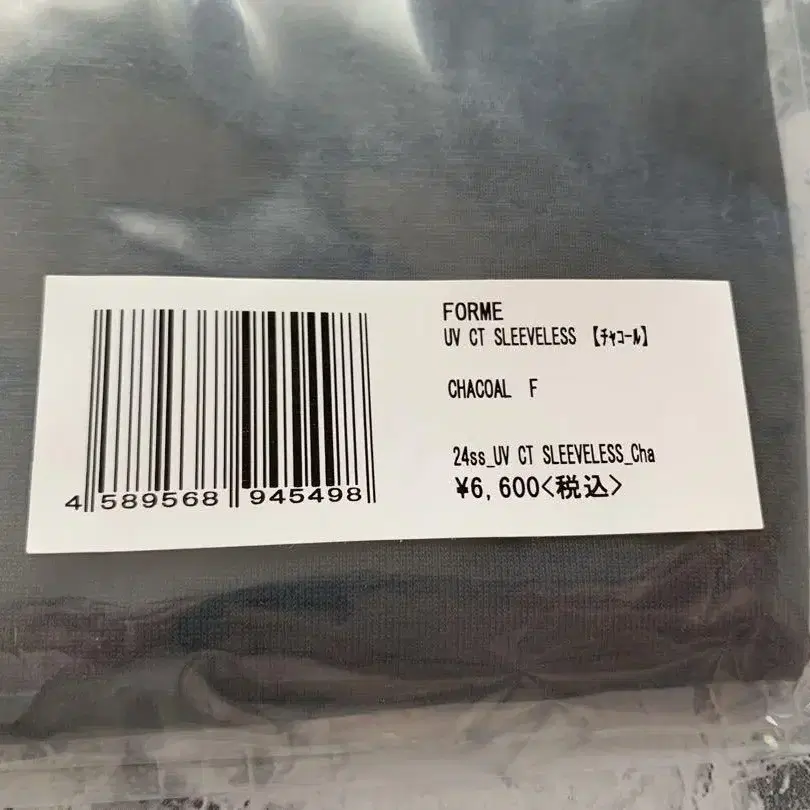 4 589568 945498
FORME
UV CT SLEEVELESS 【ﾁｬｺｰﾙ】
CHACOAL F
24ss_UV CT SLEEVELESS_Cha
¥6,600<税込>